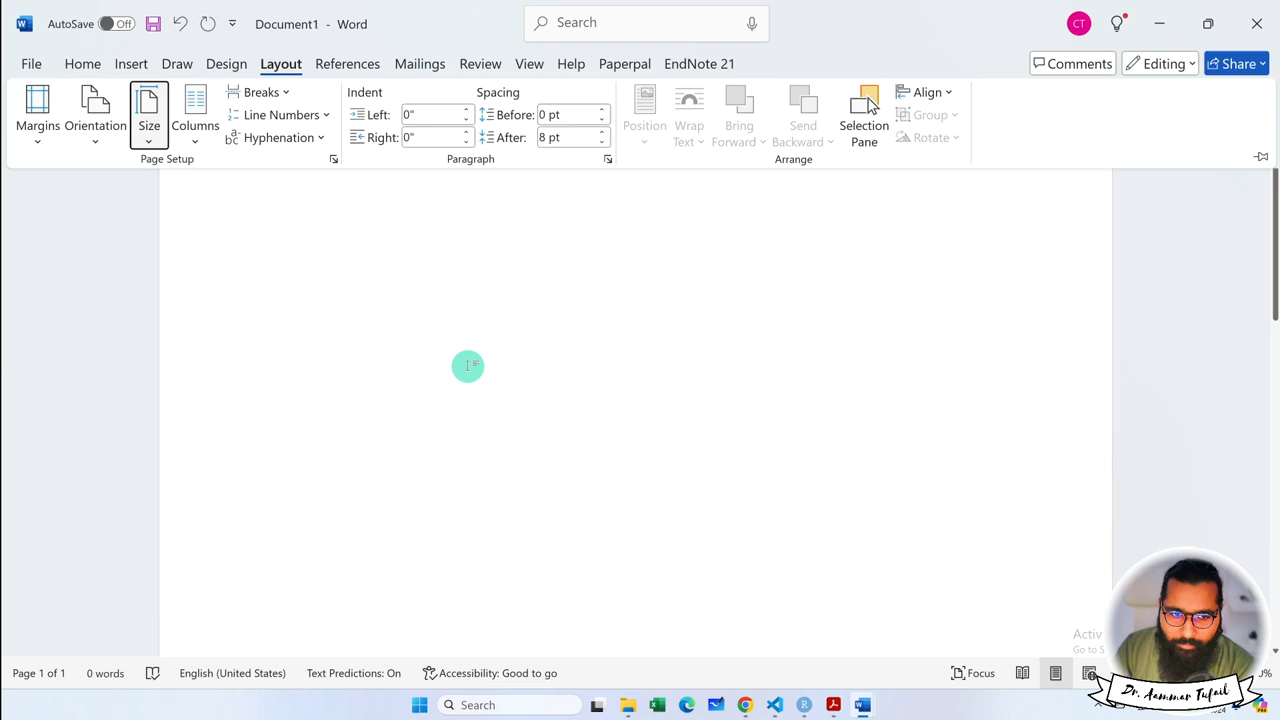 AutoSave Off Document1 - Word Search CT
File Home Insert Draw Design Layout References Mailings Review View Help Paperpal EndNote 21 Comments Editing Share
Margins Orientation Size Columns
Breaks
Line Numbers
Hyphenation
Page Setup
Indent Spacing
Left: 0" Before: 0 pt
Right: 0" After: 8 pt
Paragraph
Position Wrap Text Bring Forward Send Backward Selection Pane
Align
Group
Rotate
Arrange
Activ
Go to S
Page 1 of 1 0 words English (United States) Text Predictions: On Accessibility: Good to go Focus
Search
Dr. Aammar Tufail